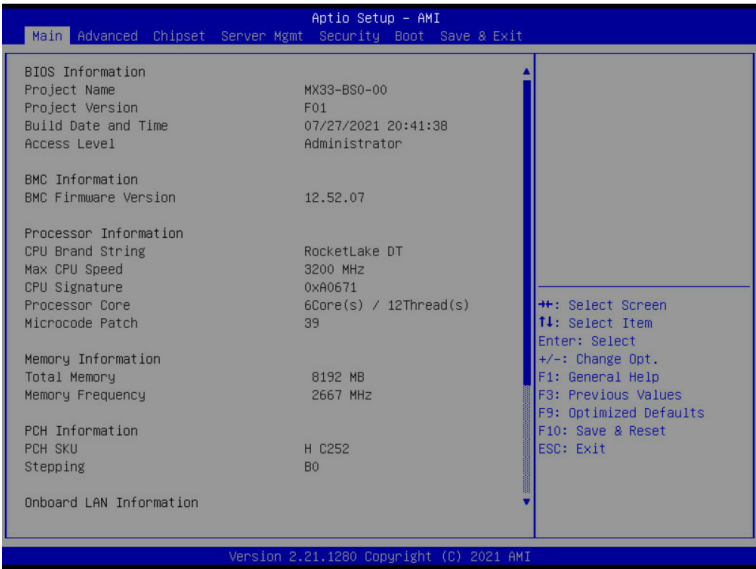 Aptio Setup – AMI
Main Advanced Chipset Server Mgmt Security Boot Save & Exit
BIOS Information
Project Name MX33-BS0-00
Project Version F01
Build Date and Time 07/27/2021 20:41:38
Access Level Administrator
BMC Information
BMC Firmware Version 12.52.07
Processor Information
CPU Brand String RocketLake DT
Max CPU Speed 3200 MHz
CPU Signature 0xA0671
Processor Core 6Core(s) / 12Thread(s)
Microcode Patch 39
Memory Information
Total Memory 8192 MB
Memory Frequency 2667 MHz
PCH Information
PCH SKU H C252
Stepping B0
Onboard LAN Information
→←: Select Screen
↑↓: Select Item
Enter: Select
+/-: Change Opt.
F1: General Help
F3: Previous Values
F9: Optimized Defaults
F10: Save & Reset
ESC: Exit
Version 2.21.1280 Copyright (C) 2021 AMI